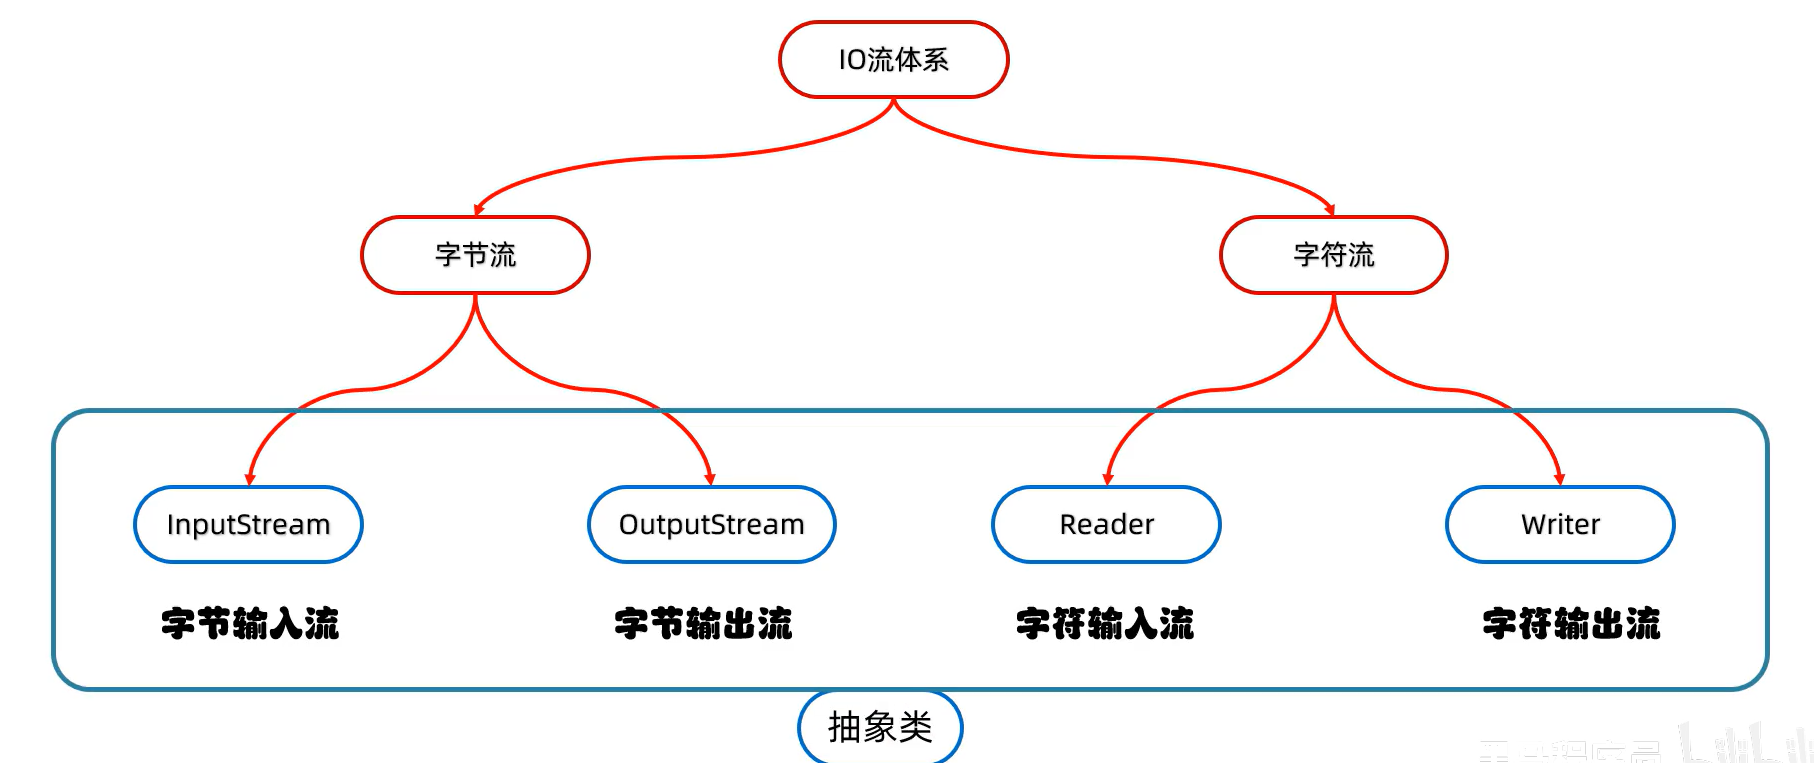 IO流体系
字节流
字符流
InputStream
OutputStream
Reader
Writer
字节输入流
字节输出流
字符输入流
字符输出流
抽象类